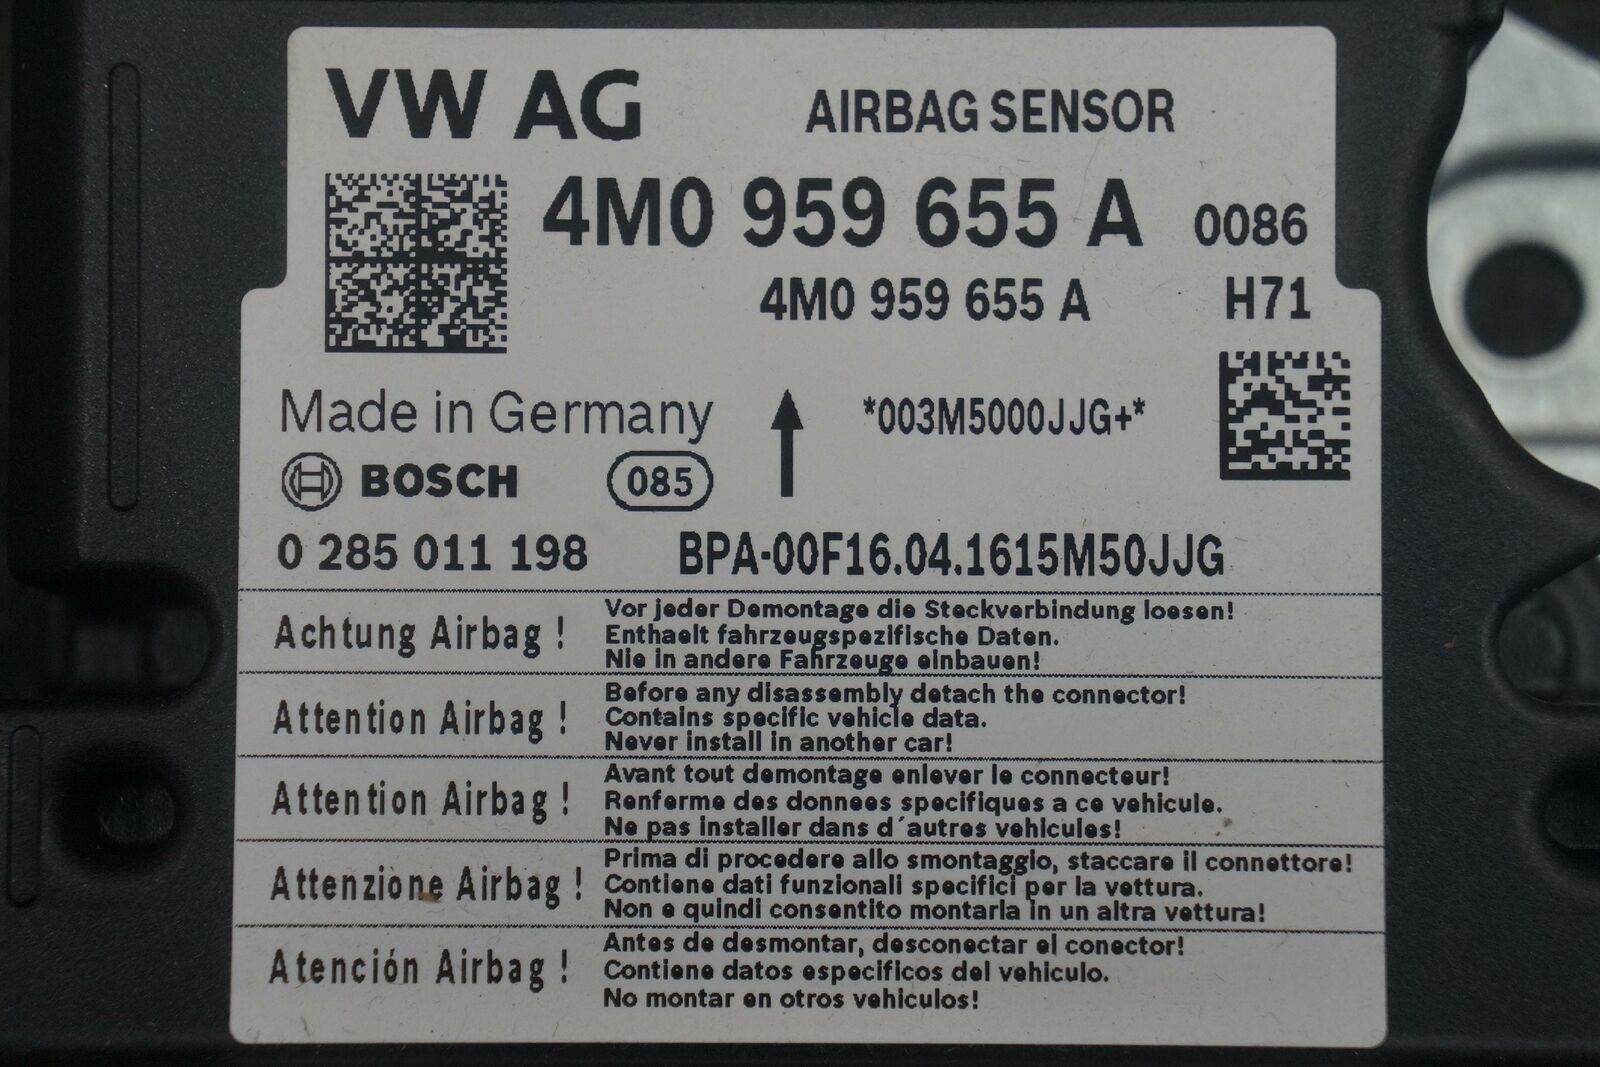 VW AG AIRBAG SENSOR
4M0 959 655 A 0086
4M0 959 655 A H71
Made in Germany *003M5000JJG+*
BOSCH 085
0 285 011 198 BPA-00F16.04.1615M50JJG
Achtung Airbag !
Vor jeder Demontage die Steckverbindung loesen!
Enthaelt fahrzeugspezifische Daten.
Nie in andere Fahrzeuge einbauen!
Attention Airbag !
Before any disassembly detach the connector!
Contains specific vehicle data.
Never install in another car!
Attention Airbag !
Avant tout demontage enlever le connecteur!
Renferme des donnees specifiques a ce vehicule.
Ne pas installer dans d´autres vehicules!
Attenzione Airbag !
Prima di procedere allo smontaggio, staccare il connettore!
Contiene dati funzionali specifici per la vettura.
Non e quindi consentito montarla in un altra vettura!
Atención Airbag !
Antes de desmontar, desconectar el conector!
Contiene datos especificos del vehiculo.
No montar en otros vehiculos!